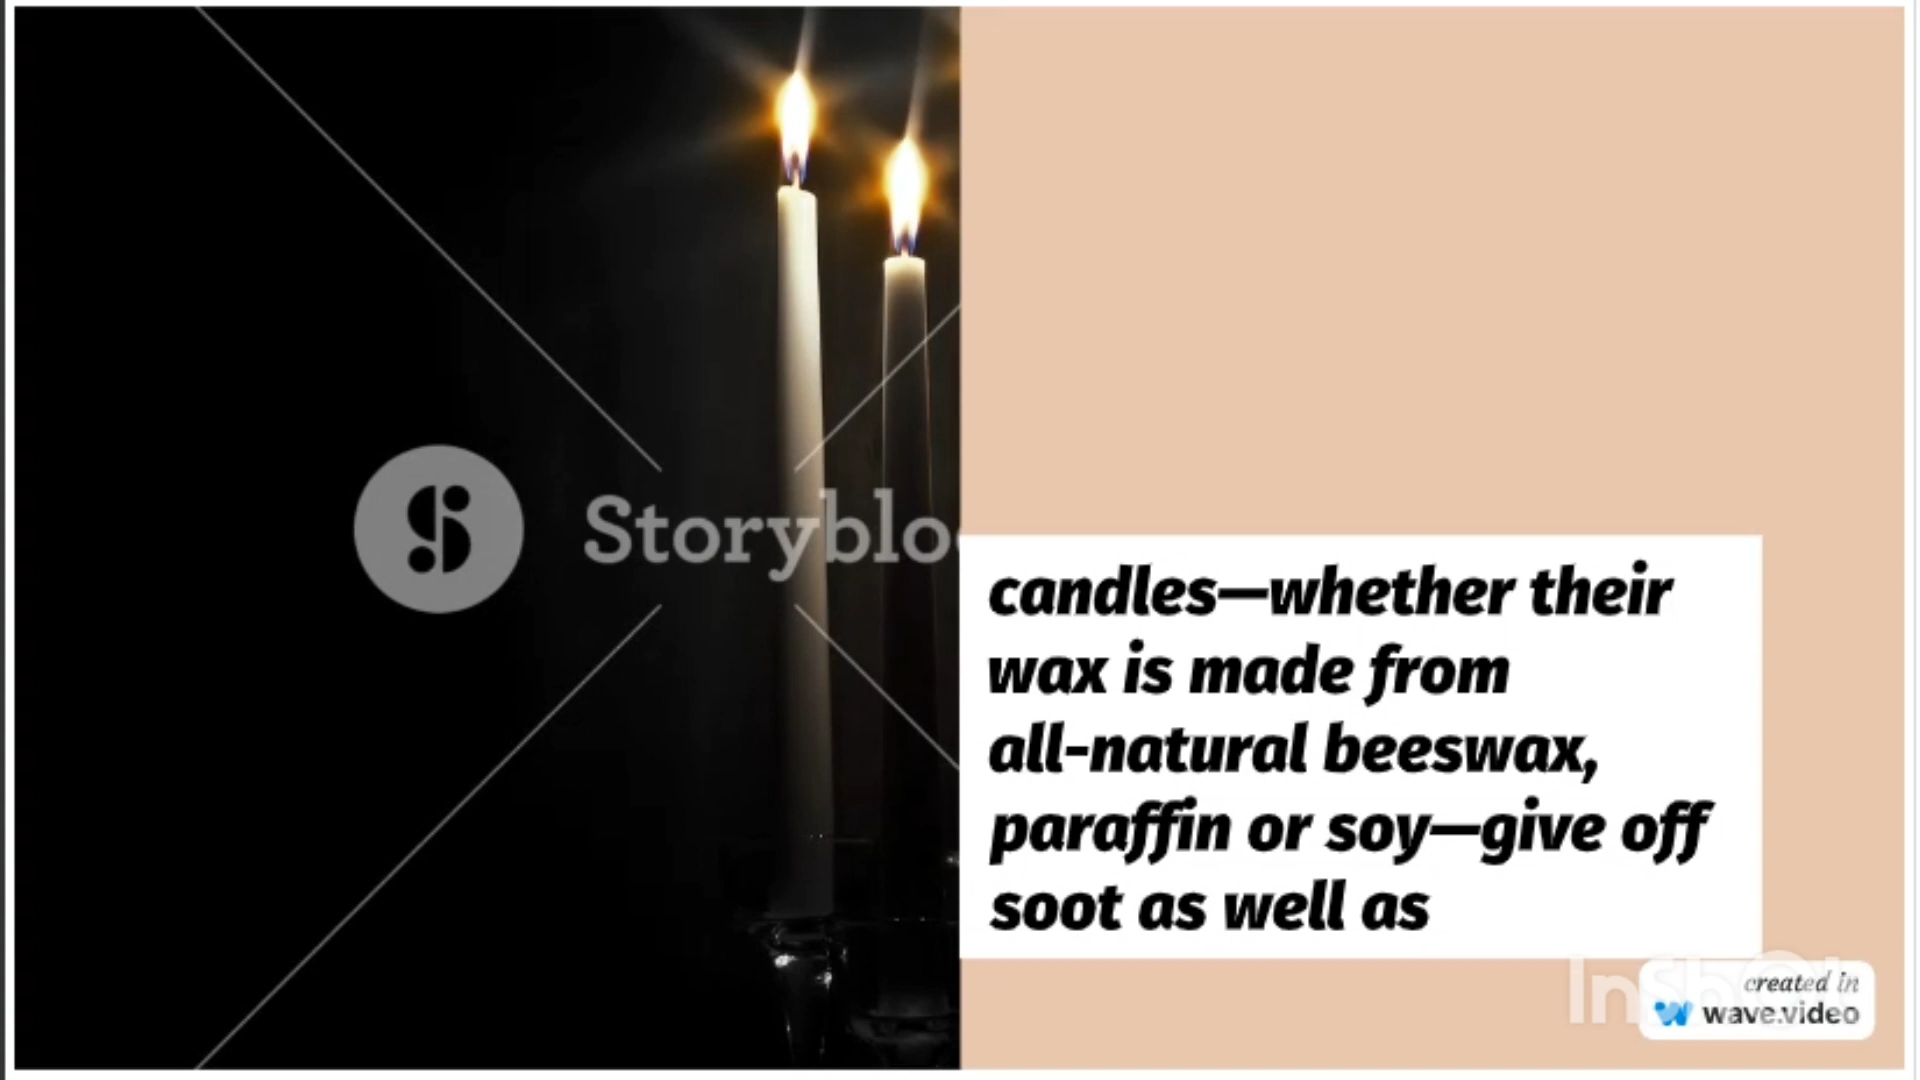 Storyblo
candles—whether their
wax is made from
all-natural beeswax,
paraffin or soy—give off
soot as well as
InShot
created in
wave.video